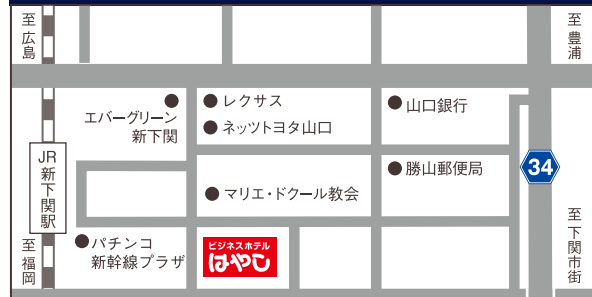 至広島
至豊浦
レクサス
エバーグリーン
新下関
ネッツトヨタ山口
山口銀行
JR新下関駅
勝山郵便局
34
マリエ・ドクール教会
至下関市街
至福岡
パチンコ
新幹線プラザ
ビジネスホテル
はやし